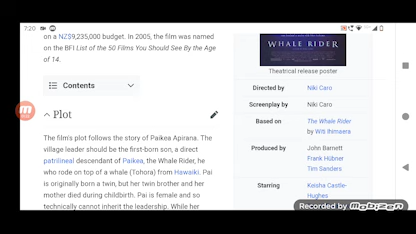 7:20
on a NZ$9,235,000 budget. In 2005, the film was named
on the BFI List of the 50 Films You Should See By the Age
of 14.
Contents
Plot
The film's plot follows the story of Paikea Apirana. The
village leader should be the first-born son, a direct
patrilineal descendant of Paikea, the Whale Rider, he
who rode on top of a whale (Tohora) from Hawaiki. Pai
is originally born a twin, but her twin brother and her
mother died during childbirth. Pai is female and so
technically cannot inherit the leadership. While her
WHALE RIDER
Theatrical release poster
Directed by Niki Caro
Screenplay by Niki Caro
Based on The Whale Rider
by Witi Ihimaera
Produced by John Barnett
Frank Hübner
Tim Sanders
Starring Keisha Castle-
Hughes
Recorded by Mobizen